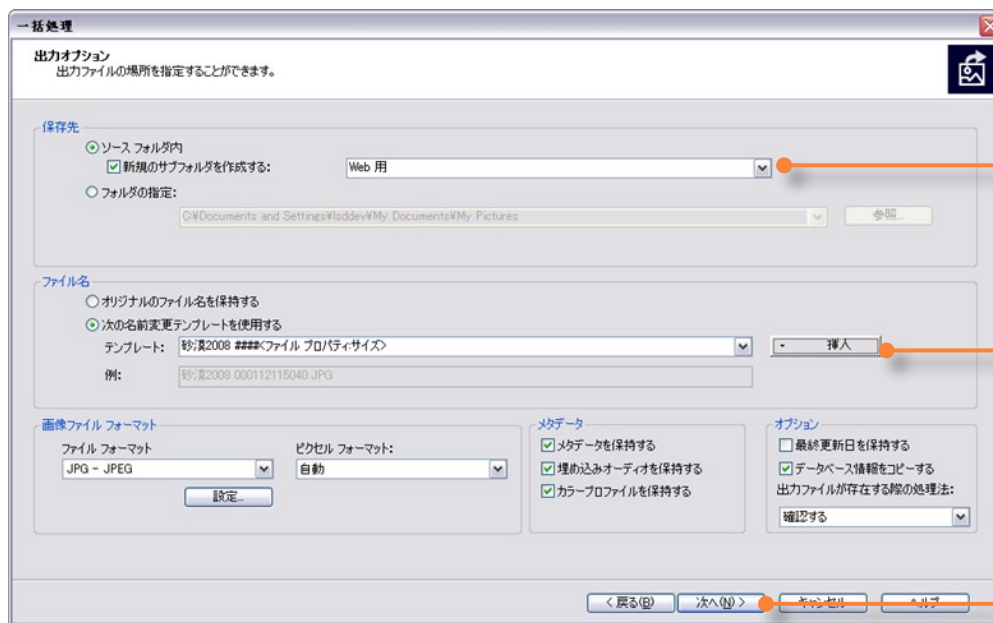 一括処理
出力オプション
出力ファイルの場所を指定することができます。
保存先
ソース フォルダ内
新規のサブフォルダを作成する: Web 用
フォルダの指定:
C:¥Documents and Settings¥lsddev¥My Documents¥My Pictures 参照...
ファイル名
オリジナルのファイル名を保持する
次の名前変更テンプレートを使用する
テンプレート: 砂漠2008 ####<ファイル プロパティ:サイズ> 挿入
例: 砂漠2008 000112115040.JPG
画像ファイル フォーマット
ファイル フォーマット ピクセル フォーマット:
JPG - JPEG 自動
設定...
メタデータ
メタデータを保持する
埋め込みオーディオを保持する
カラープロファイルを保持する
オプション
最終更新日を保持する
データベース情報をコピーする
出力ファイルが存在する際の処理法:
確認する
< 戻る(B) 次へ(N) > キャンセル ヘルプ